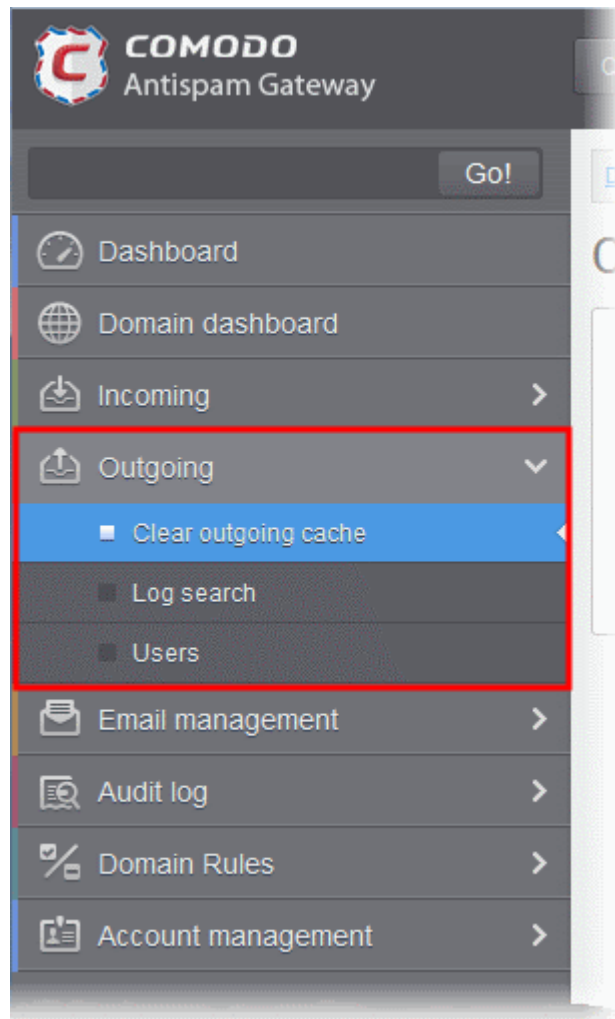 COMODO
Antispam Gateway
Go!
Dashboard
Domain dashboard
Incoming
Outgoing
Clear outgoing cache
Log search
Users
Email management
Audit log
Domain Rules
Account management